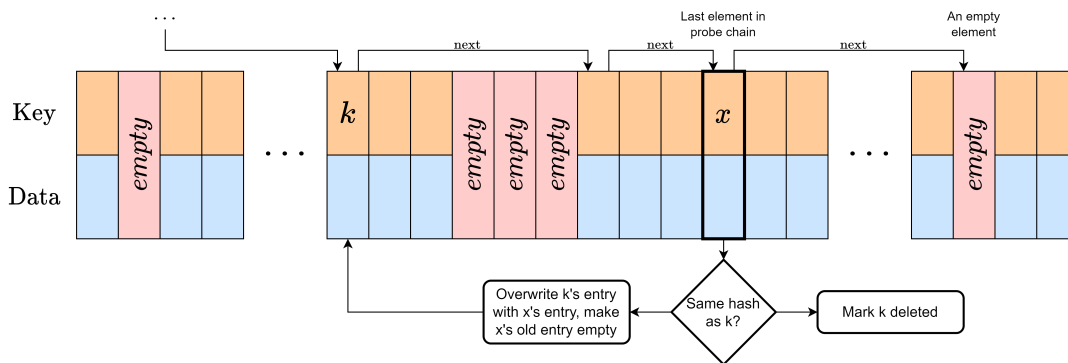 ...
Last element in
probe chain
An empty
element
next
next
next
Key
k
x
empty
empty
empty
empty
empty
...
...
Data
Overwrite k's entry
with x's entry, make
x's old entry empty
Same hash
as k?
Mark k deleted